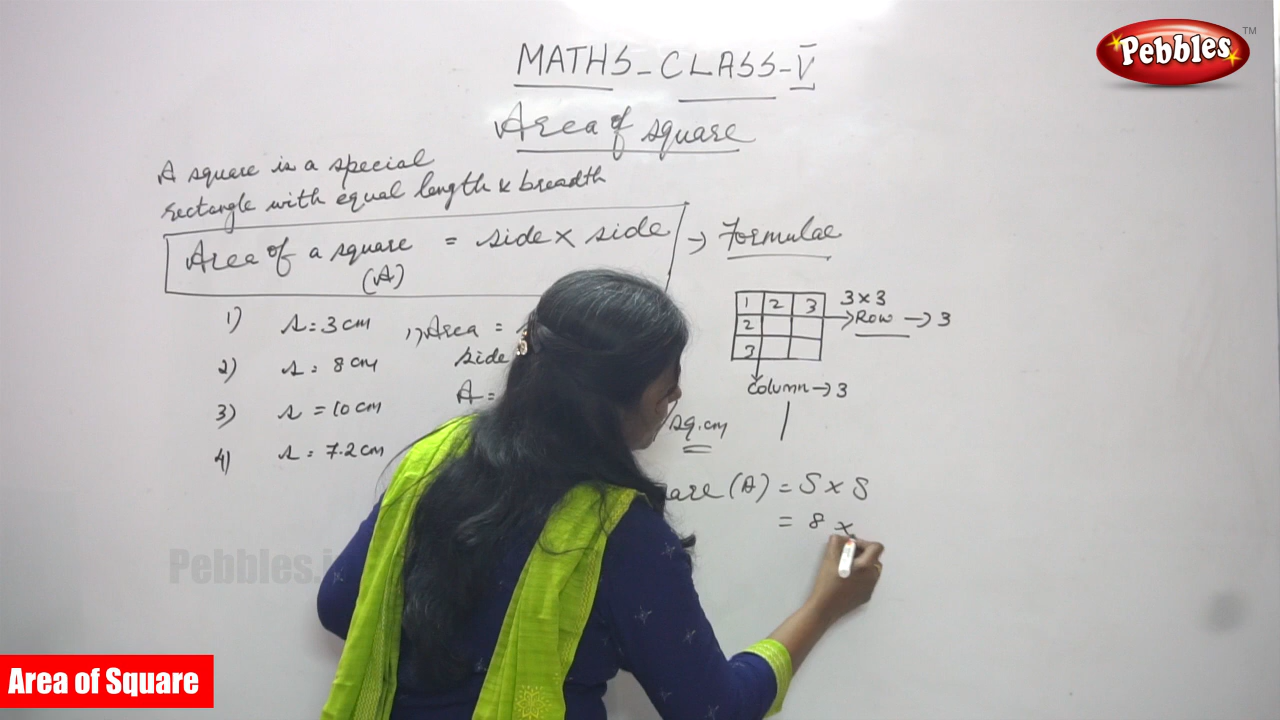 Pebbles TM
MATHS - CLASS - V
Area of square
A square is a special
rectangle with equal length & breadth
Area of a square = side × side
(A)
→ Formulae
1) s = 3 cm
2) s = 8 cm
3) s = 10 cm
4) s = 7.2 cm
1) Area =
side
A =
sq.cm
1 2 3
2
3
3 × 3
→ Row → 3
Column → 3
(A) = S × S
= 8 ×
Pebbles.
Area of Square